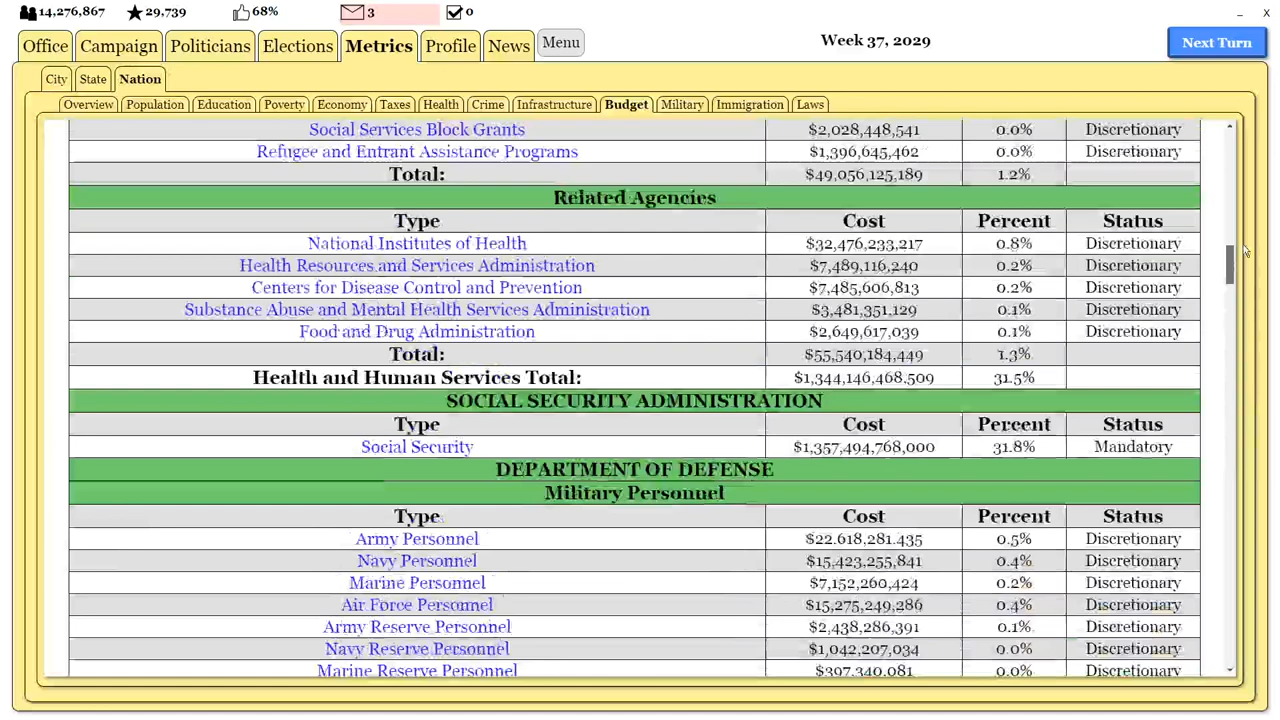 14,276,867 29,739 68% 3 0 _ X
Office Campaign Politicians Elections Metrics Profile News Menu Week 37, 2029 Next Turn
City State Nation
Overview Population Education Poverty Economy Taxes Health Crime Infrastructure Budget Military Immigration Laws
Social Services Block Grants $2,028,448,541 0.0% Discretionary
Refugee and Entrant Assistance Programs $1,396,645,462 0.0% Discretionary
Total: $49,056,125,189 1.2%
Related Agencies
Type Cost Percent Status
National Institutes of Health $32,476,233,217 0.8% Discretionary
Health Resources and Services Administration $7,489,116,240 0.2% Discretionary
Centers for Disease Control and Prevention $7,485,606,813 0.2% Discretionary
Substance Abuse and Mental Health Services Administration $3,481,351,129 0.1% Discretionary
Food and Drug Administration $2,649,617,039 0.1% Discretionary
Total: $55,540,184,449 1.3%
Health and Human Services Total: $1,344,146,468,509 31.5%
SOCIAL SECURITY ADMINISTRATION
Type Cost Percent Status
Social Security $1,357,494,768,000 31.8% Mandatory
DEPARTMENT OF DEFENSE
Military Personnel
Type Cost Percent Status
Army Personnel $22,618,281,435 0.5% Discretionary
Navy Personnel $15,423,255,841 0.4% Discretionary
Marine Personnel $7,152,260,424 0.2% Discretionary
Air Force Personnel $15,275,249,286 0.4% Discretionary
Army Reserve Personnel $2,438,286,391 0.1% Discretionary
Navy Reserve Personnel $1,042,207,034 0.0% Discretionary
Marine Reserve Personnel $397,340,081 0.0% Discretionary